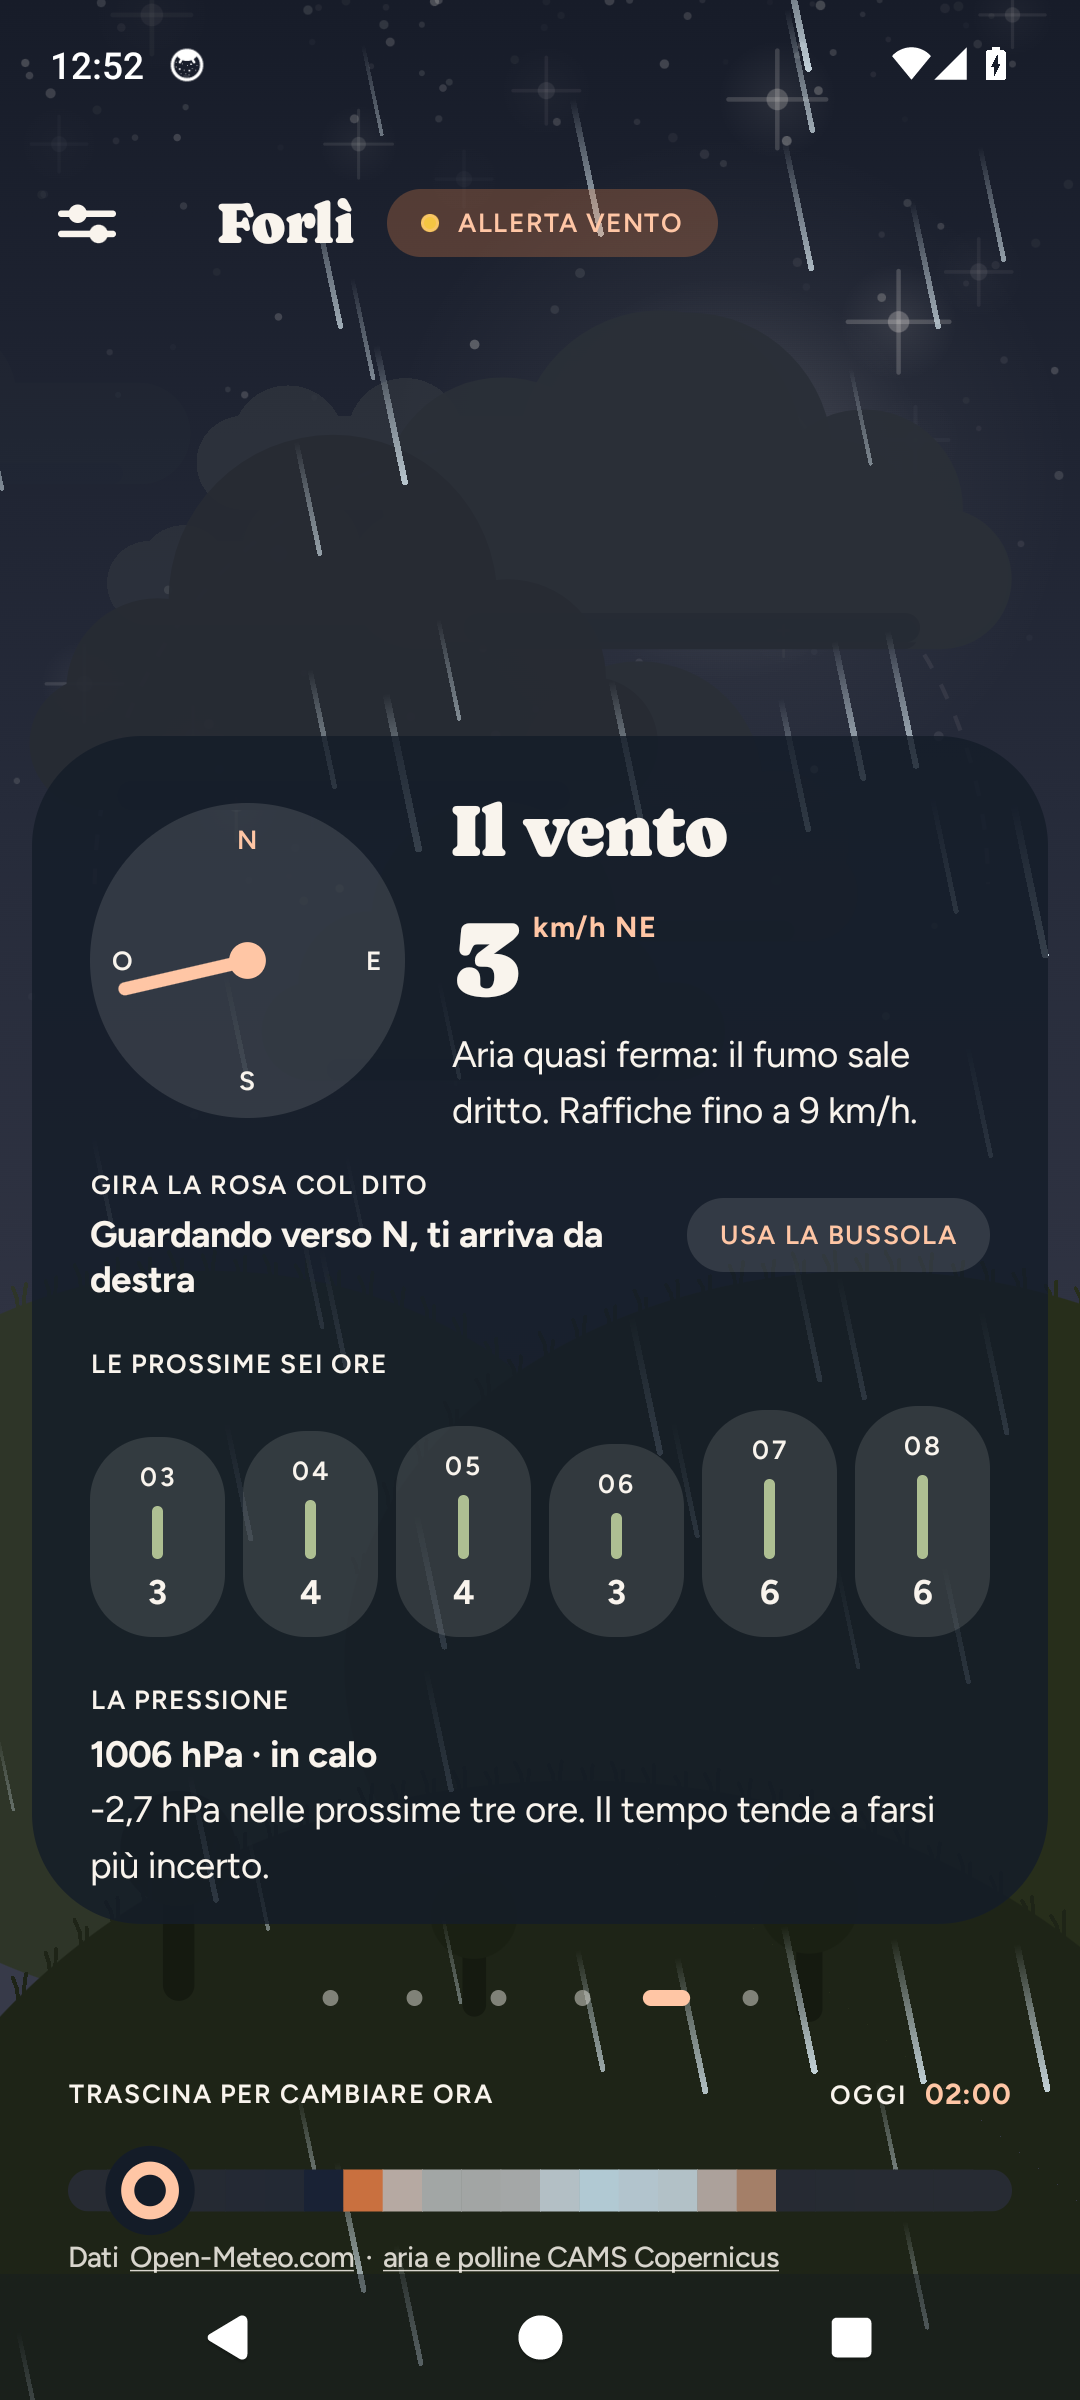 12:52
Forlì
ALLERTA VENTO
N
O
E
S
Il vento
3 km/h NE
Aria quasi ferma: il fumo sale
dritto. Raffiche fino a 9 km/h.
GIRA LA ROSA COL DITO
Guardando verso N, ti arriva da
destra
USA LA BUSSOLA
LE PROSSIME SEI ORE
03 04 05 06 07 08
3 4 4 3 6 6
LA PRESSIONE
1006 hPa · in calo
-2,7 hPa nelle prossime tre ore. Il tempo tende a farsi
più incerto.
TRASCINA PER CAMBIARE ORA
OGGI 02:00
Dati Open-Meteo.com · aria e polline CAMS Copernicus